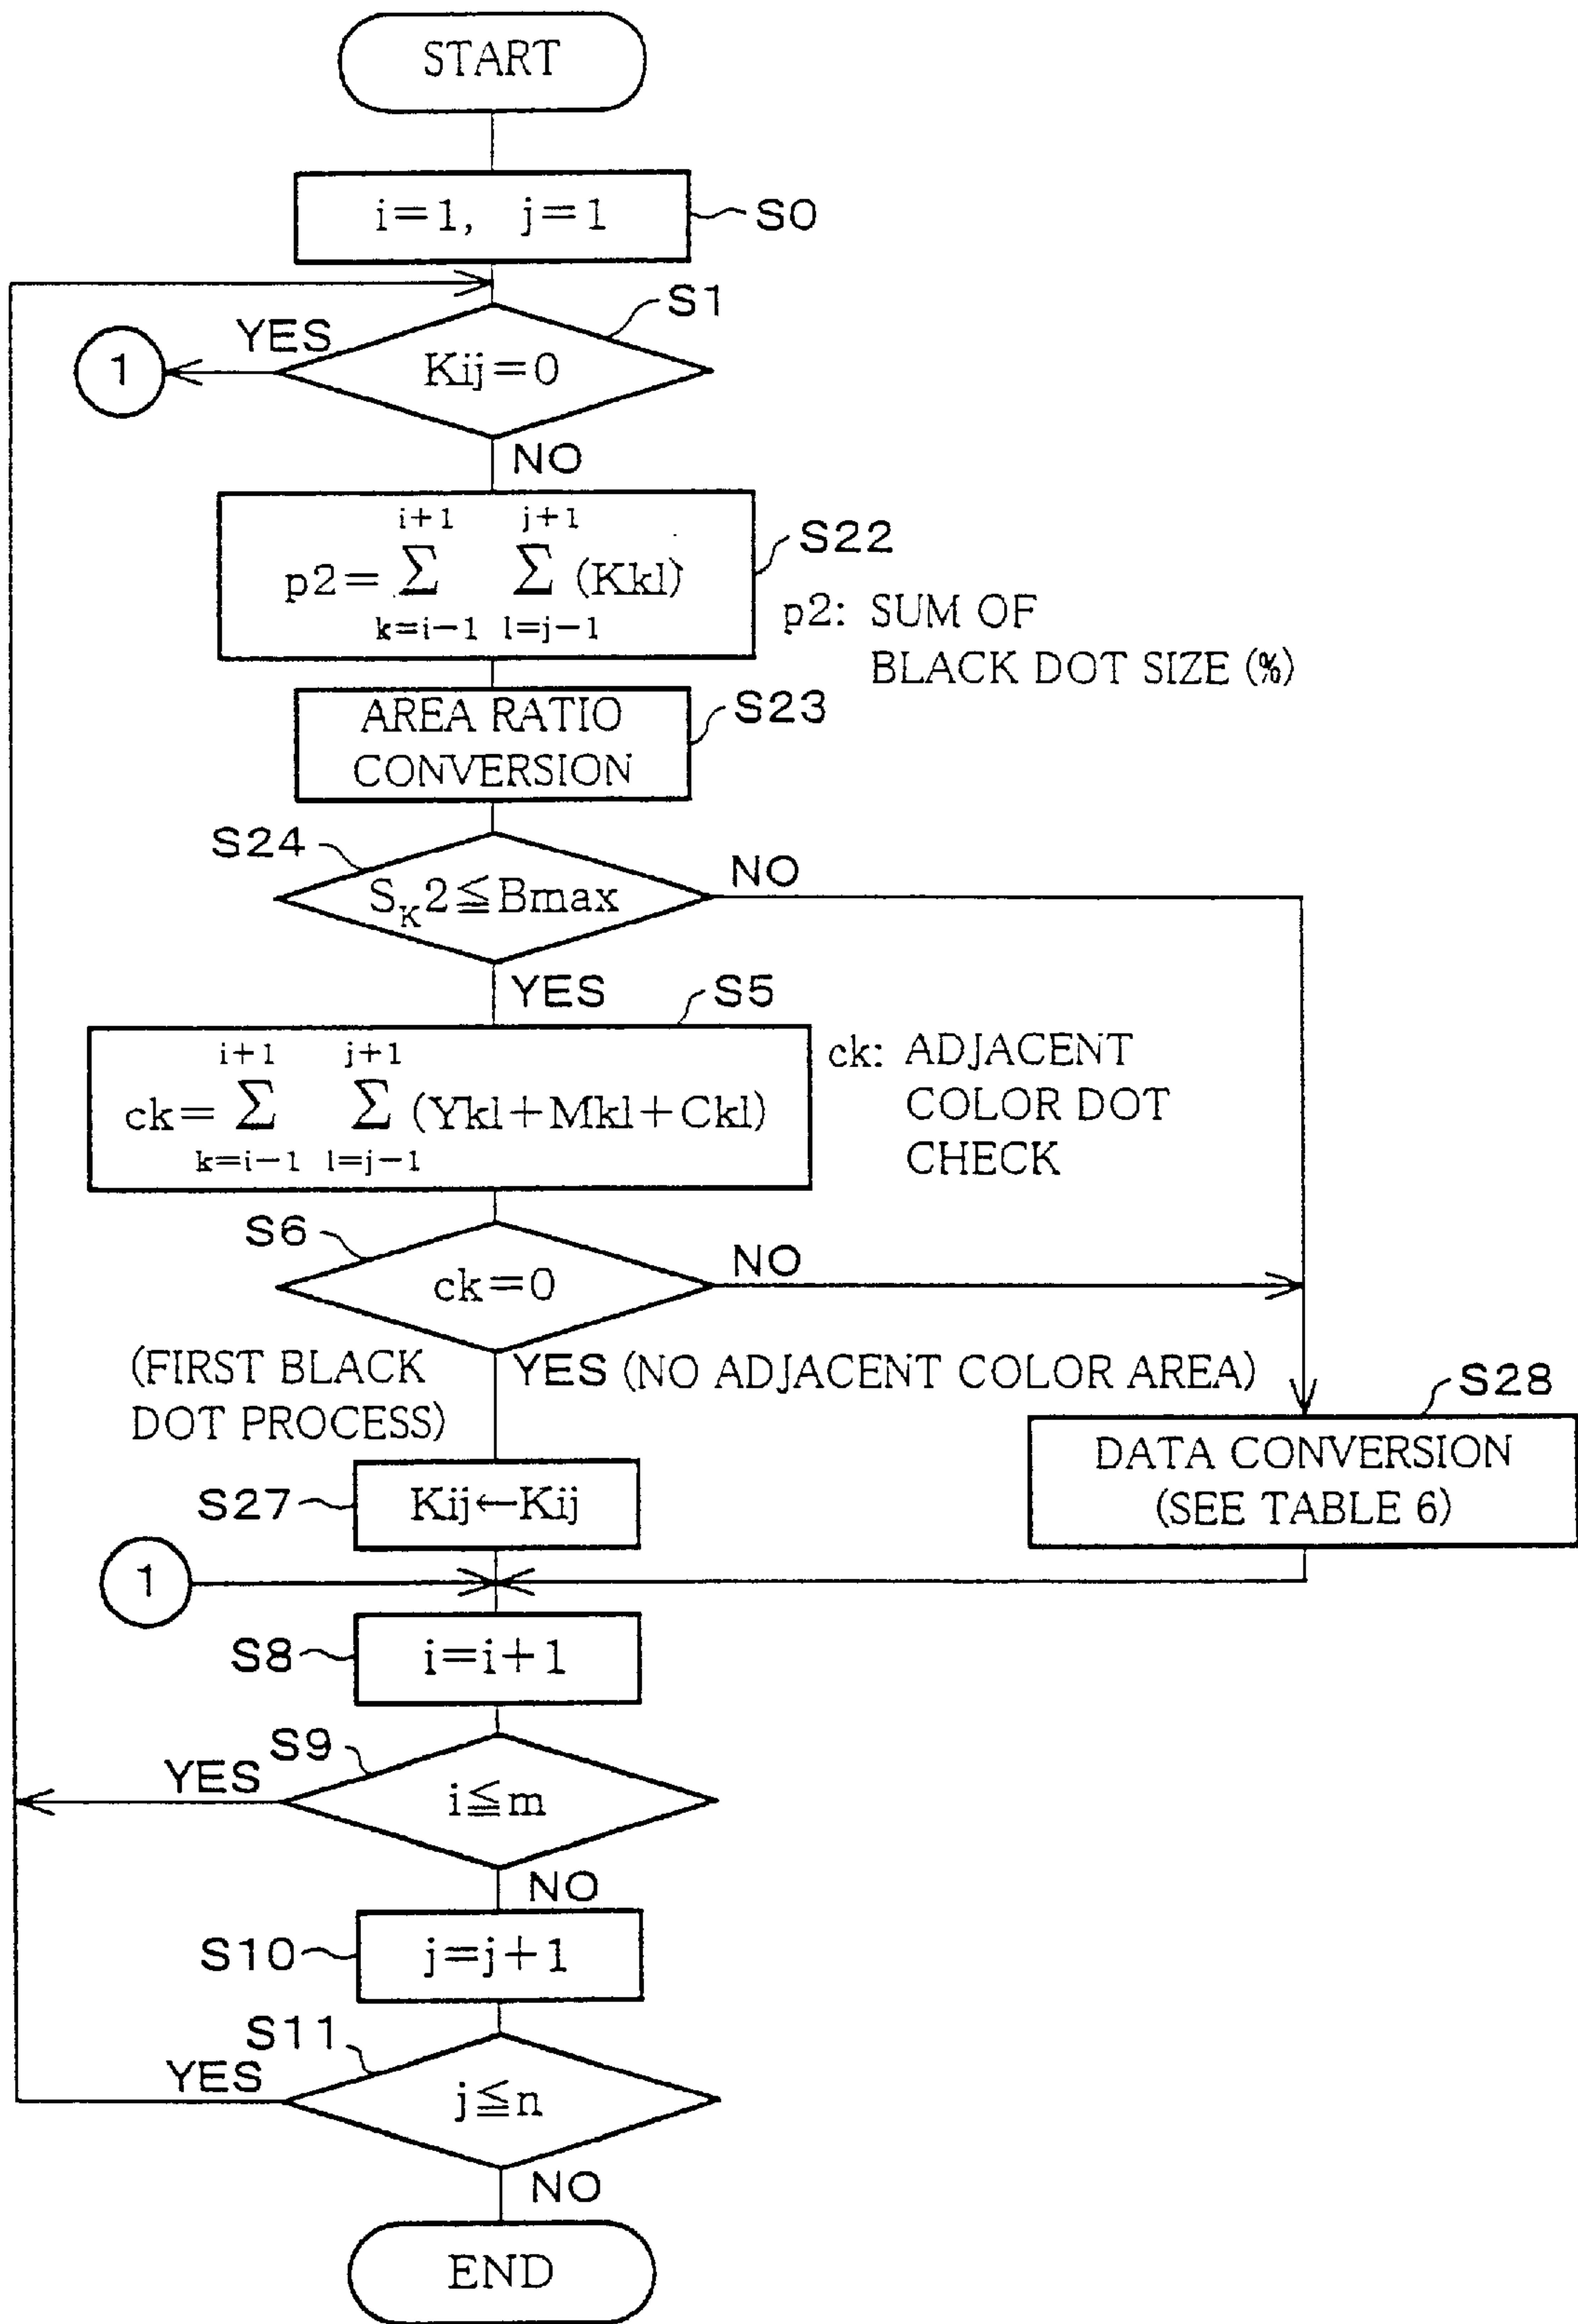 START
i=1, j=1
S0
S1
YES
1
Kij=0
NO
i+1 j+1
p2=Σ Σ (Kkl)
k=i-1 l=j-1
S22
p2: SUM OF
BLACK DOT SIZE (%)
AREA RATIO
CONVERSION
S23
S24
SK2≦Bmax
NO
YES
S5
i+1 j+1
ck=Σ Σ (Ykl+Mkl+Ckl)
k=i-1 l=j-1
ck: ADJACENT
COLOR DOT
CHECK
S6
ck=0
NO
(FIRST BLACK
DOT PROCESS)
YES (NO ADJACENT COLOR AREA)
S28
DATA CONVERSION
(SEE TABLE 6)
S27
Kij←Kij
1
S8
i=i+1
S9
YES
i≦m
NO
S10
j=j+1
S11
YES
j≦n
NO
END